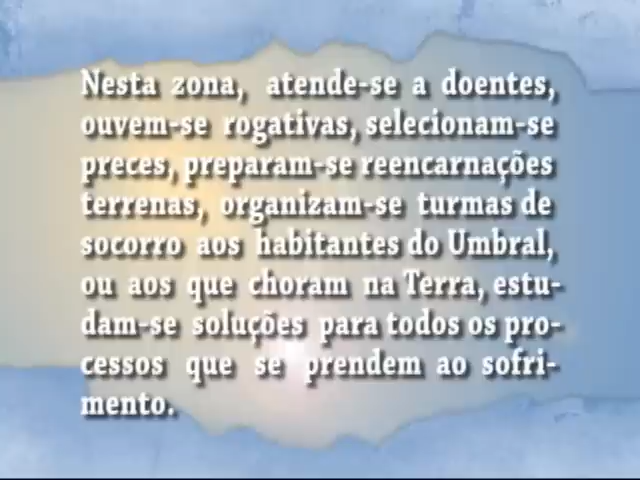 Nesta zona, atende-se a doentes,
ouvem-se rogativas, selecionam-se
preces, preparam-se reencarnações
terrenas, organizam-se turmas de
socorro aos habitantes do Umbral,
ou aos que choram na Terra, estu-
dam-se soluções para todos os pro-
cessos que se prendem ao sofri-
mento.